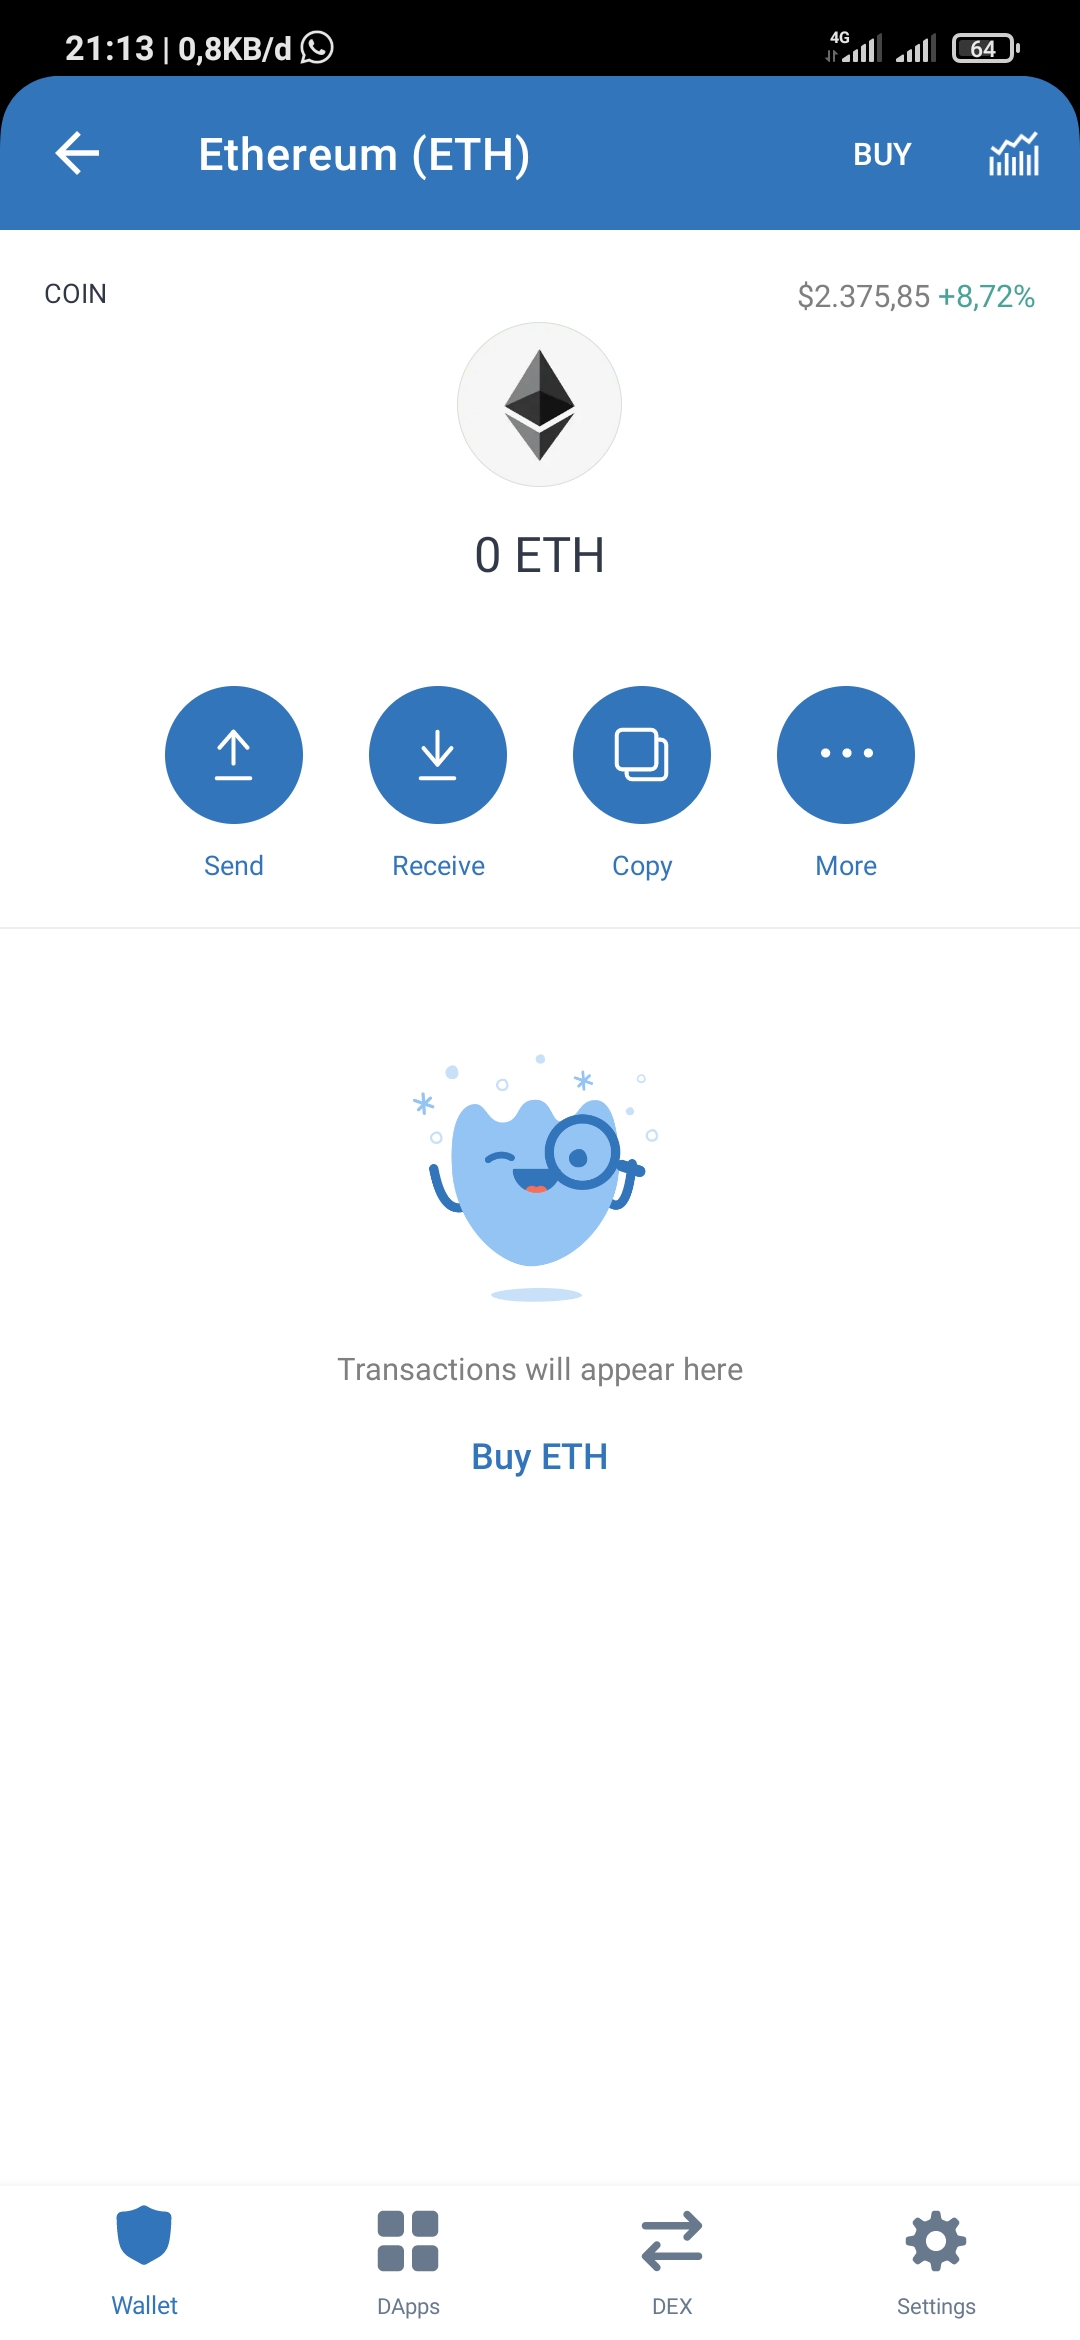 21:13 | 0,8KB/d
4G
64
Ethereum (ETH)
BUY
COIN
$2.375,85 +8,72%
0 ETH
Send
Receive
Copy
More
Transactions will appear here
Buy ETH
Wallet
DApps
DEX
Settings